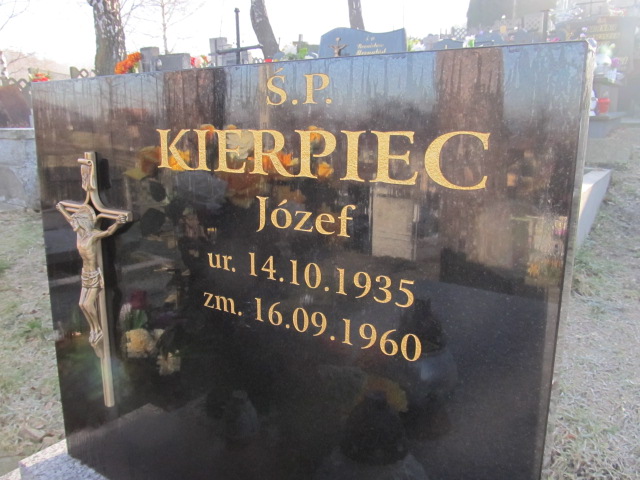 Ś.P.
KIERPIEC
Józef
ur. 14.10.1935
zm. 16.09.1960